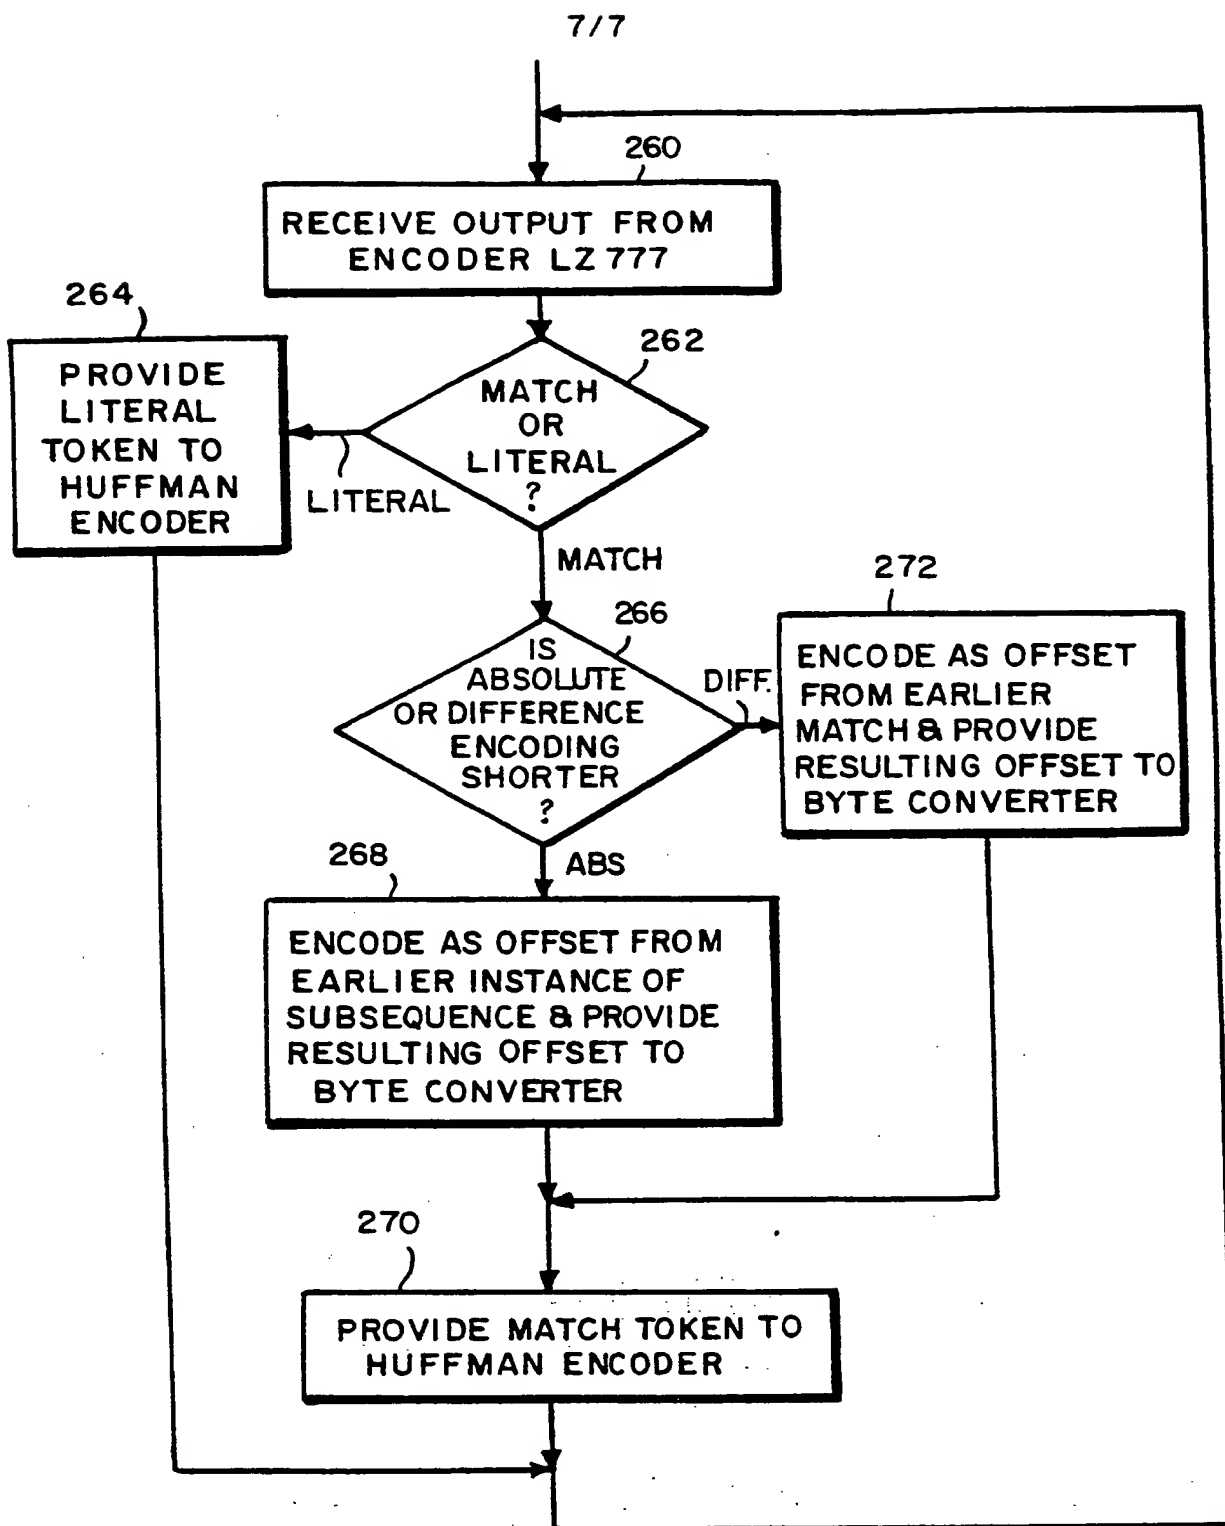 7/7
260
RECEIVE OUTPUT FROM
ENCODER LZ 777
264
PROVIDE
LITERAL
TOKEN TO
HUFFMAN
ENCODER
262
MATCH
OR
LITERAL
?
LITERAL
MATCH
266
IS
ABSOLUTE
OR DIFFERENCE
ENCODING
SHORTER
?
DIFF.
272
ENCODE AS OFFSET
FROM EARLIER
MATCH & PROVIDE
RESULTING OFFSET TO
BYTE CONVERTER
ABS
268
ENCODE AS OFFSET FROM
EARLIER INSTANCE OF
SUBSEQUENCE & PROVIDE
RESULTING OFFSET TO
BYTE CONVERTER
270
PROVIDE MATCH TOKEN TO
HUFFMAN ENCODER